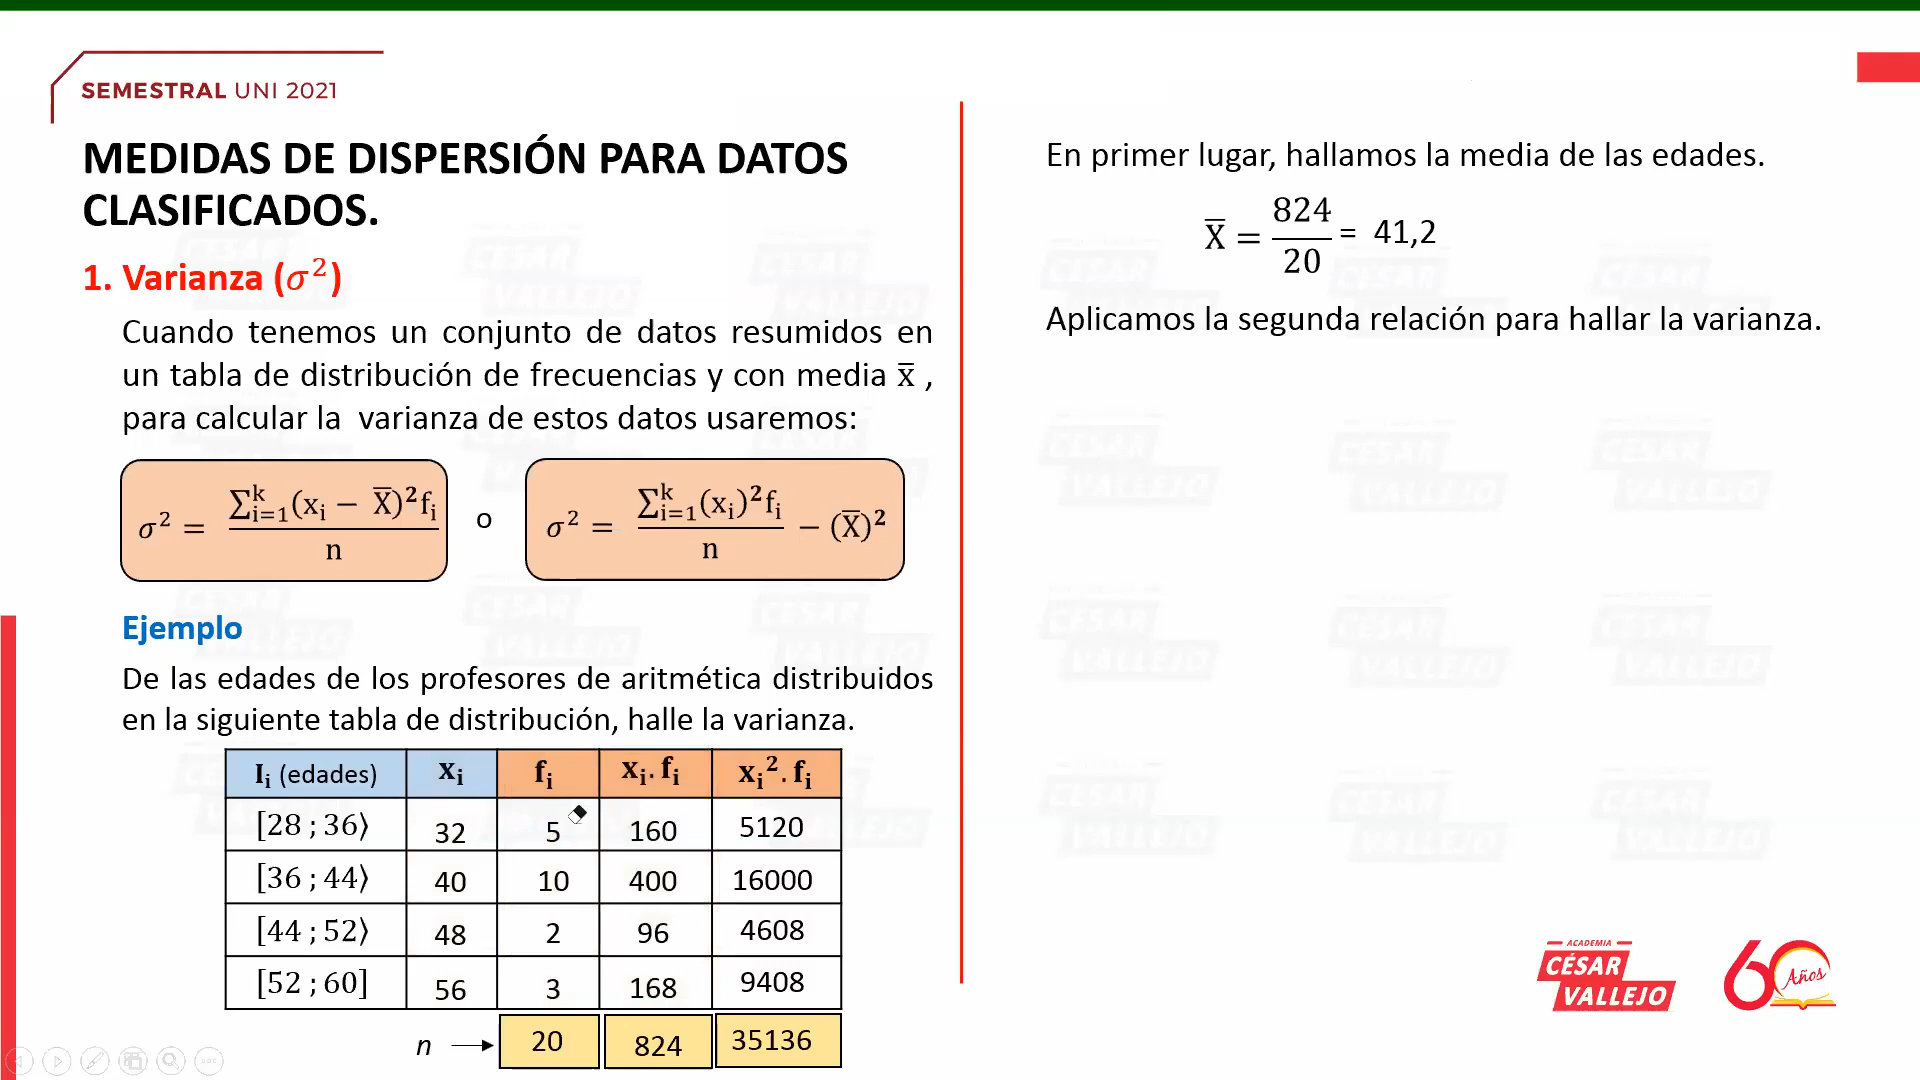 SEMESTRAL UNI 2021
MEDIDAS DE DISPERSIÓN PARA DATOS
CLASIFICADOS.
1. Varianza (σ²)
Cuando tenemos un conjunto de datos resumidos en
un tabla de distribución de frecuencias y con media x̅ ,
para calcular la varianza de estos datos usaremos:
σ² = ∑ᵏᵢ₌₁(xᵢ − X̅)²fᵢ / n o σ² = ∑ᵏᵢ₌₁(xᵢ)²fᵢ / n − (X̅)²
Ejemplo
De las edades de los profesores de aritmética distribuidos
en la siguiente tabla de distribución, halle la varianza.
Iᵢ (edades) xᵢ fᵢ xᵢ. fᵢ xᵢ². fᵢ
[28 ; 36⟩ 32 5 160 5120
[36 ; 44⟩ 40 10 400 16000
[44 ; 52⟩ 48 2 96 4608
[52 ; 60] 56 3 168 9408
n → 20 824 35136
En primer lugar, hallamos la media de las edades.
X̅ = 824 / 20 = 41,2
Aplicamos la segunda relación para hallar la varianza.
ACADEMIA
CÉSAR
VALLEJO
60 Años